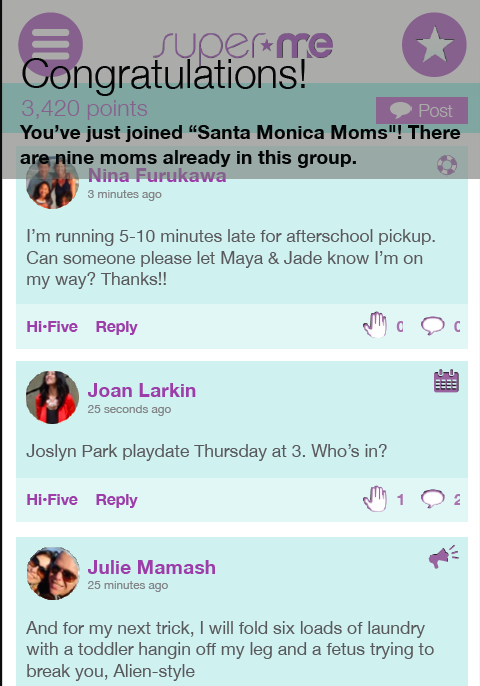 super★me
Congratulations!
3,420 points
Post
You’ve just joined “Santa Monica Moms"! There
are nine moms already in this group.
Nina Furukawa
3 minutes ago
I’m running 5-10 minutes late for afterschool pickup.
Can someone please let Maya & Jade know I’m on
my way? Thanks!!
Hi•Five Reply 0 0
Joan Larkin
25 seconds ago
Joslyn Park playdate Thursday at 3. Who’s in?
Hi•Five Reply 1 2
Julie Mamash
25 minutes ago
And for my next trick, I will fold six loads of laundry
with a toddler hangin off my leg and a fetus trying to
break you, Alien-style